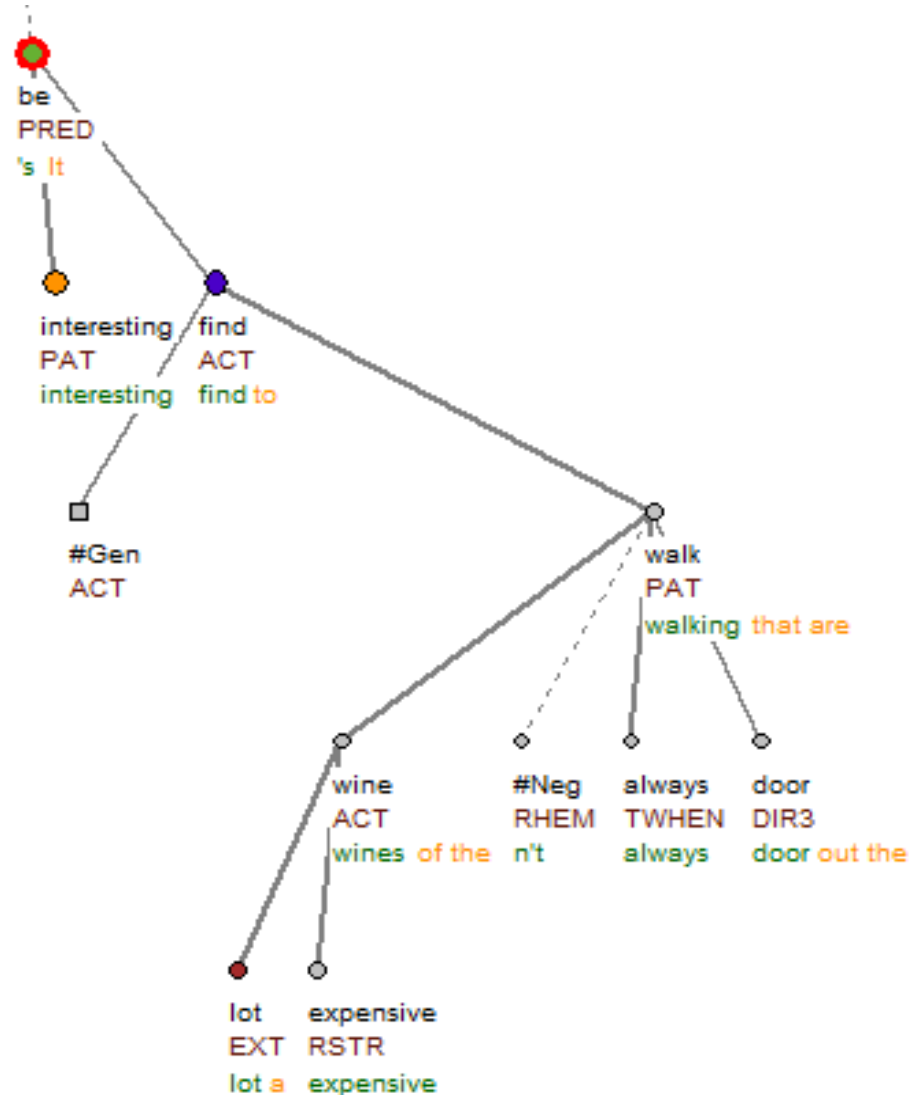 be
PRED
's It
interesting find
PAT ACT
interesting find to
#Gen
ACT
walk
PAT
walking that are
wine #Neg always door
ACT RHEM TWHEN DIR3
wines of the n't always door out the
lot expensive
EXT RSTR
lot a expensive